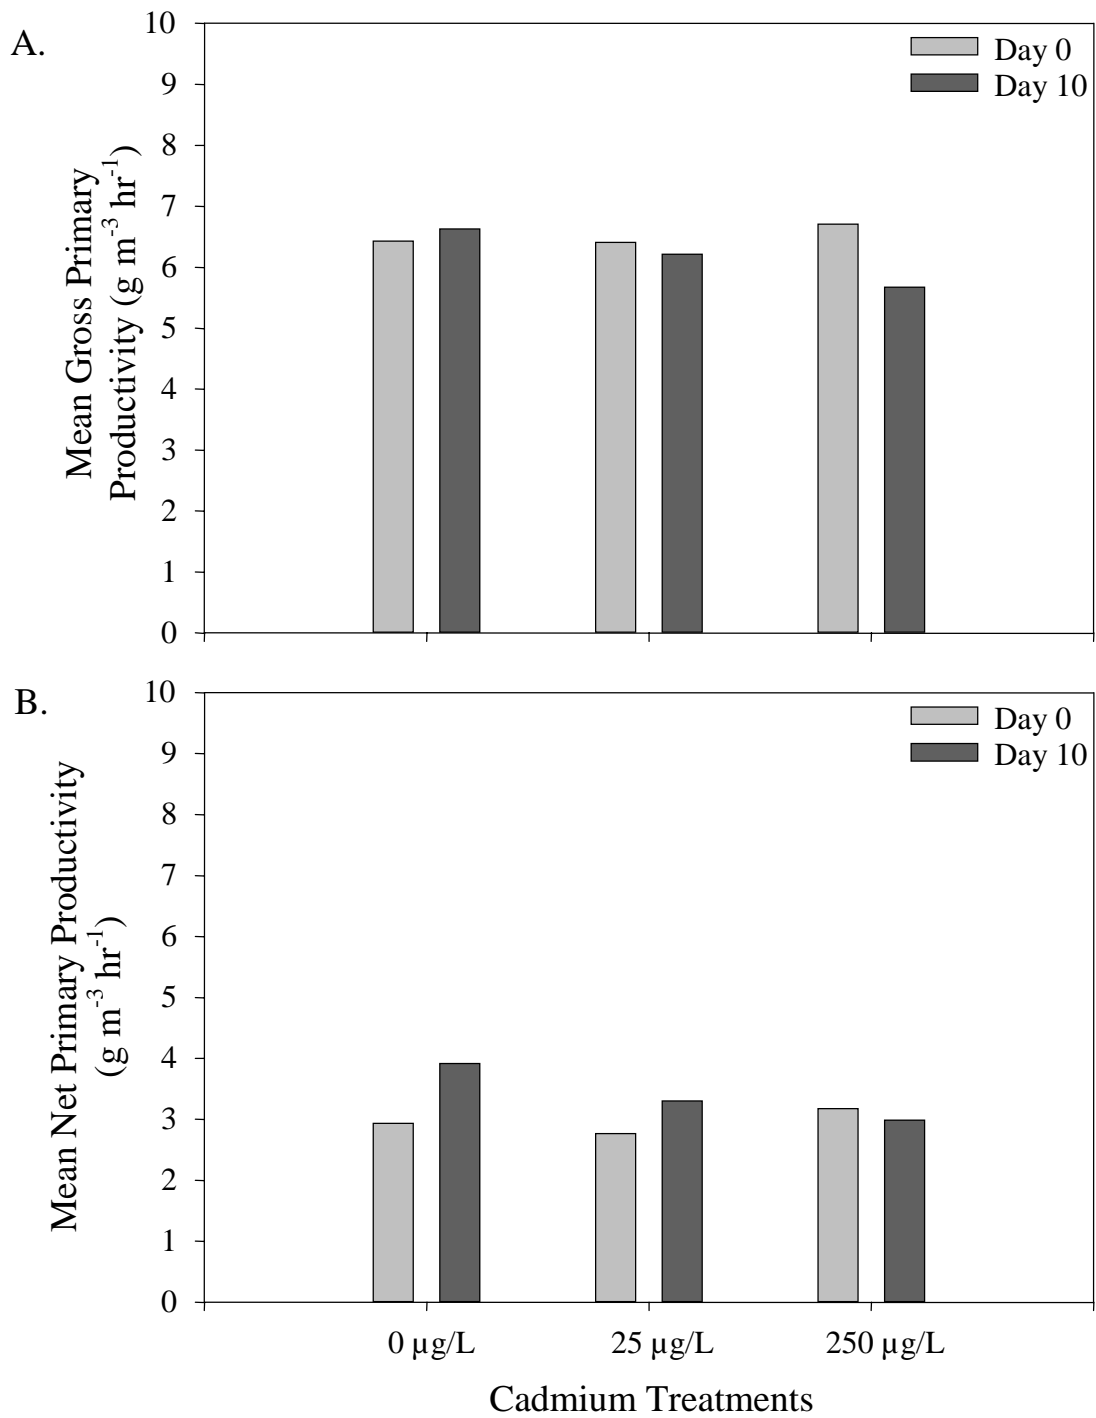 A.
10
9
8
7
6
5
4
3
2
1
0
Mean Gross Primary
Productivity (g m⁻³ hr⁻¹)
Day 0
Day 10
B.
10
9
8
7
6
5
4
3
2
1
0
Mean Net Primary Productivity
(g m⁻³ hr⁻¹)
Day 0
Day 10
0 µg/L
25 µg/L
250 µg/L
Cadmium Treatments